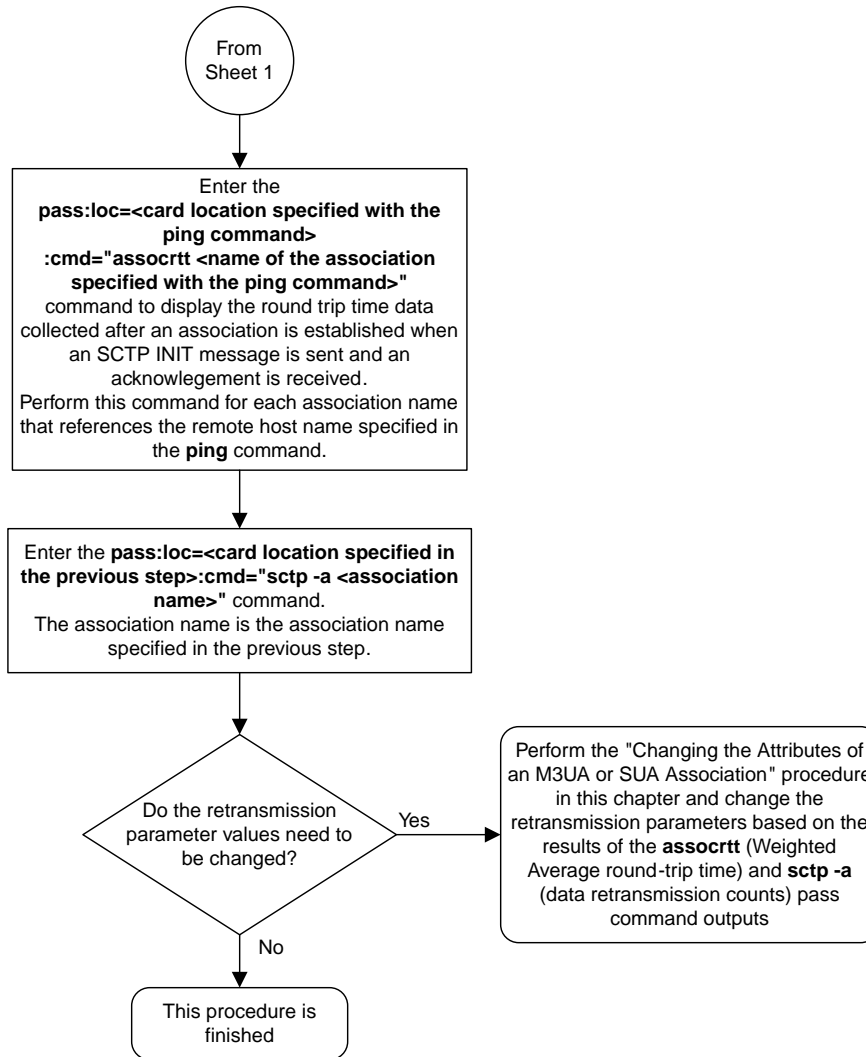 From
Sheet 1
Enter the
pass:loc=<card location specified with the
ping command>
:cmd="assocrtt <name of the association
specified with the ping command>"
command to display the round trip time data
collected after an association is established when
an SCTP INIT message is sent and an
acknowlegement is received.
Perform this command for each association name
that references the remote host name specified in
the ping command.
Enter the pass:loc=<card location specified in
the previous step>:cmd="sctp -a <association
name>" command.
The association name is the association name
specified in the previous step.
Do the retransmission
parameter values need to
be changed?
Yes
Perform the "Changing the Attributes of
an M3UA or SUA Association" procedure
in this chapter and change the
retransmission parameters based on the
results of the assocrtt (Weighted
Average round-trip time) and sctp -a
(data retransmission counts) pass
command outputs
No
This procedure is
finished